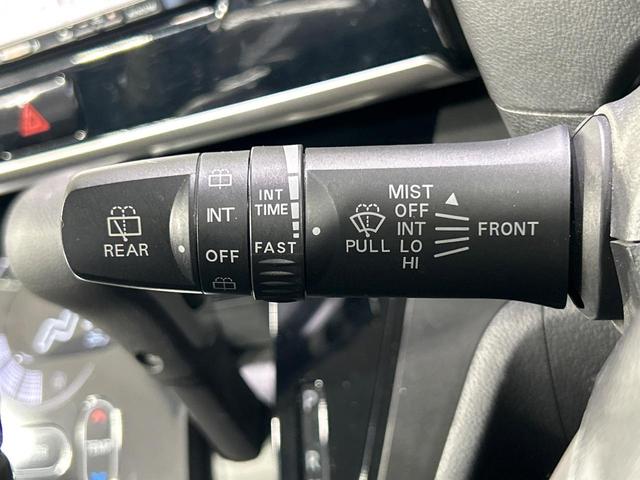 REAR
INT
OFF
INT
TIME
FAST
PULL
MIST
OFF
INT
LO
HI
FRONT